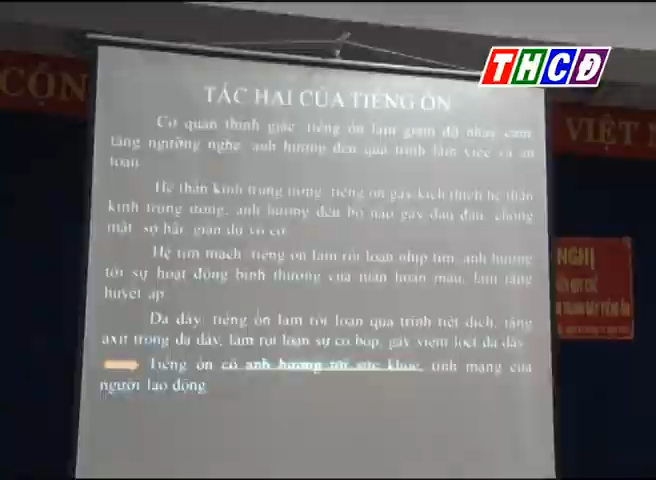 THCĐ
CỘN
VIỆT N
TÁC HẠI CỦA TIẾNG ỒN
Cơ quan thính giác: tiếng ồn làm giảm độ nhạy cảm,
tăng ngưỡng nghe, ảnh hưởng đến quá trình làm việc và an
toàn.
Hệ thần kinh trung ương: tiếng ồn gây kích thích hệ thần
kinh trung ương, ảnh hưởng đến bộ não gây đau đầu, chóng
mặt, sợ hãi, giận dữ vô cớ.
Hệ tim mạch: tiếng ồn làm rối loạn nhịp tim, ảnh hưởng
tới sự hoạt động bình thường của tuần hoàn máu, làm tăng
huyết áp.
Dạ dày: tiếng ồn làm rối loạn quá trình tiết dịch, tăng
axit trong dạ dày, làm rối loạn sự co bóp, gây viêm loét dạ dày.
Tiếng ồn có ảnh hưởng tới sức khỏe, tính mạng của
người lao động.
NGHỊ